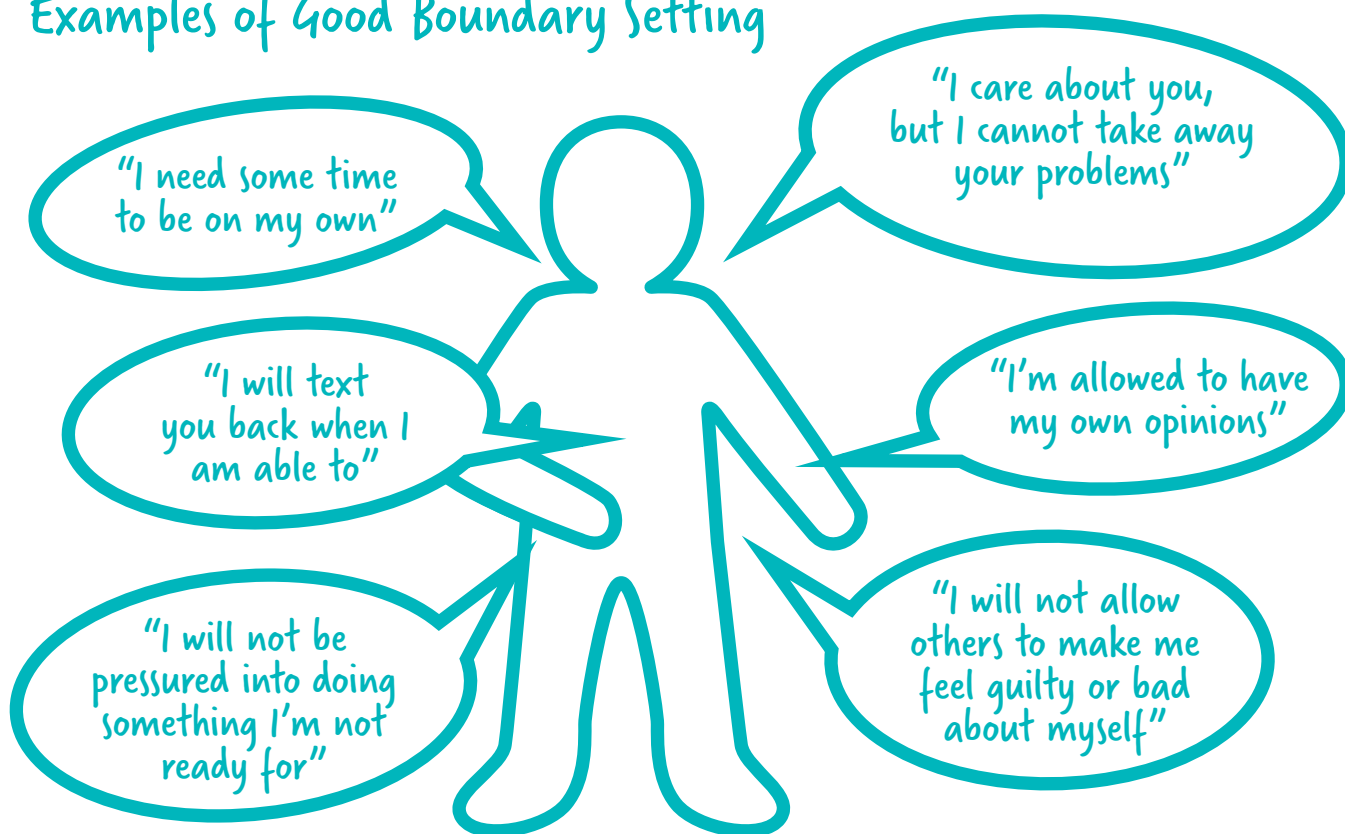 Examples of Good Boundary Setting
"I need some time
to be on my own"
"I care about you,
but I cannot take away
your problems"
"I will text
you back when I
am able to"
"I'm allowed to have
my own opinions"
"I will not be
pressured into doing
something I'm not
ready for"
"I will not allow
others to make me
feel guilty or bad
about myself"